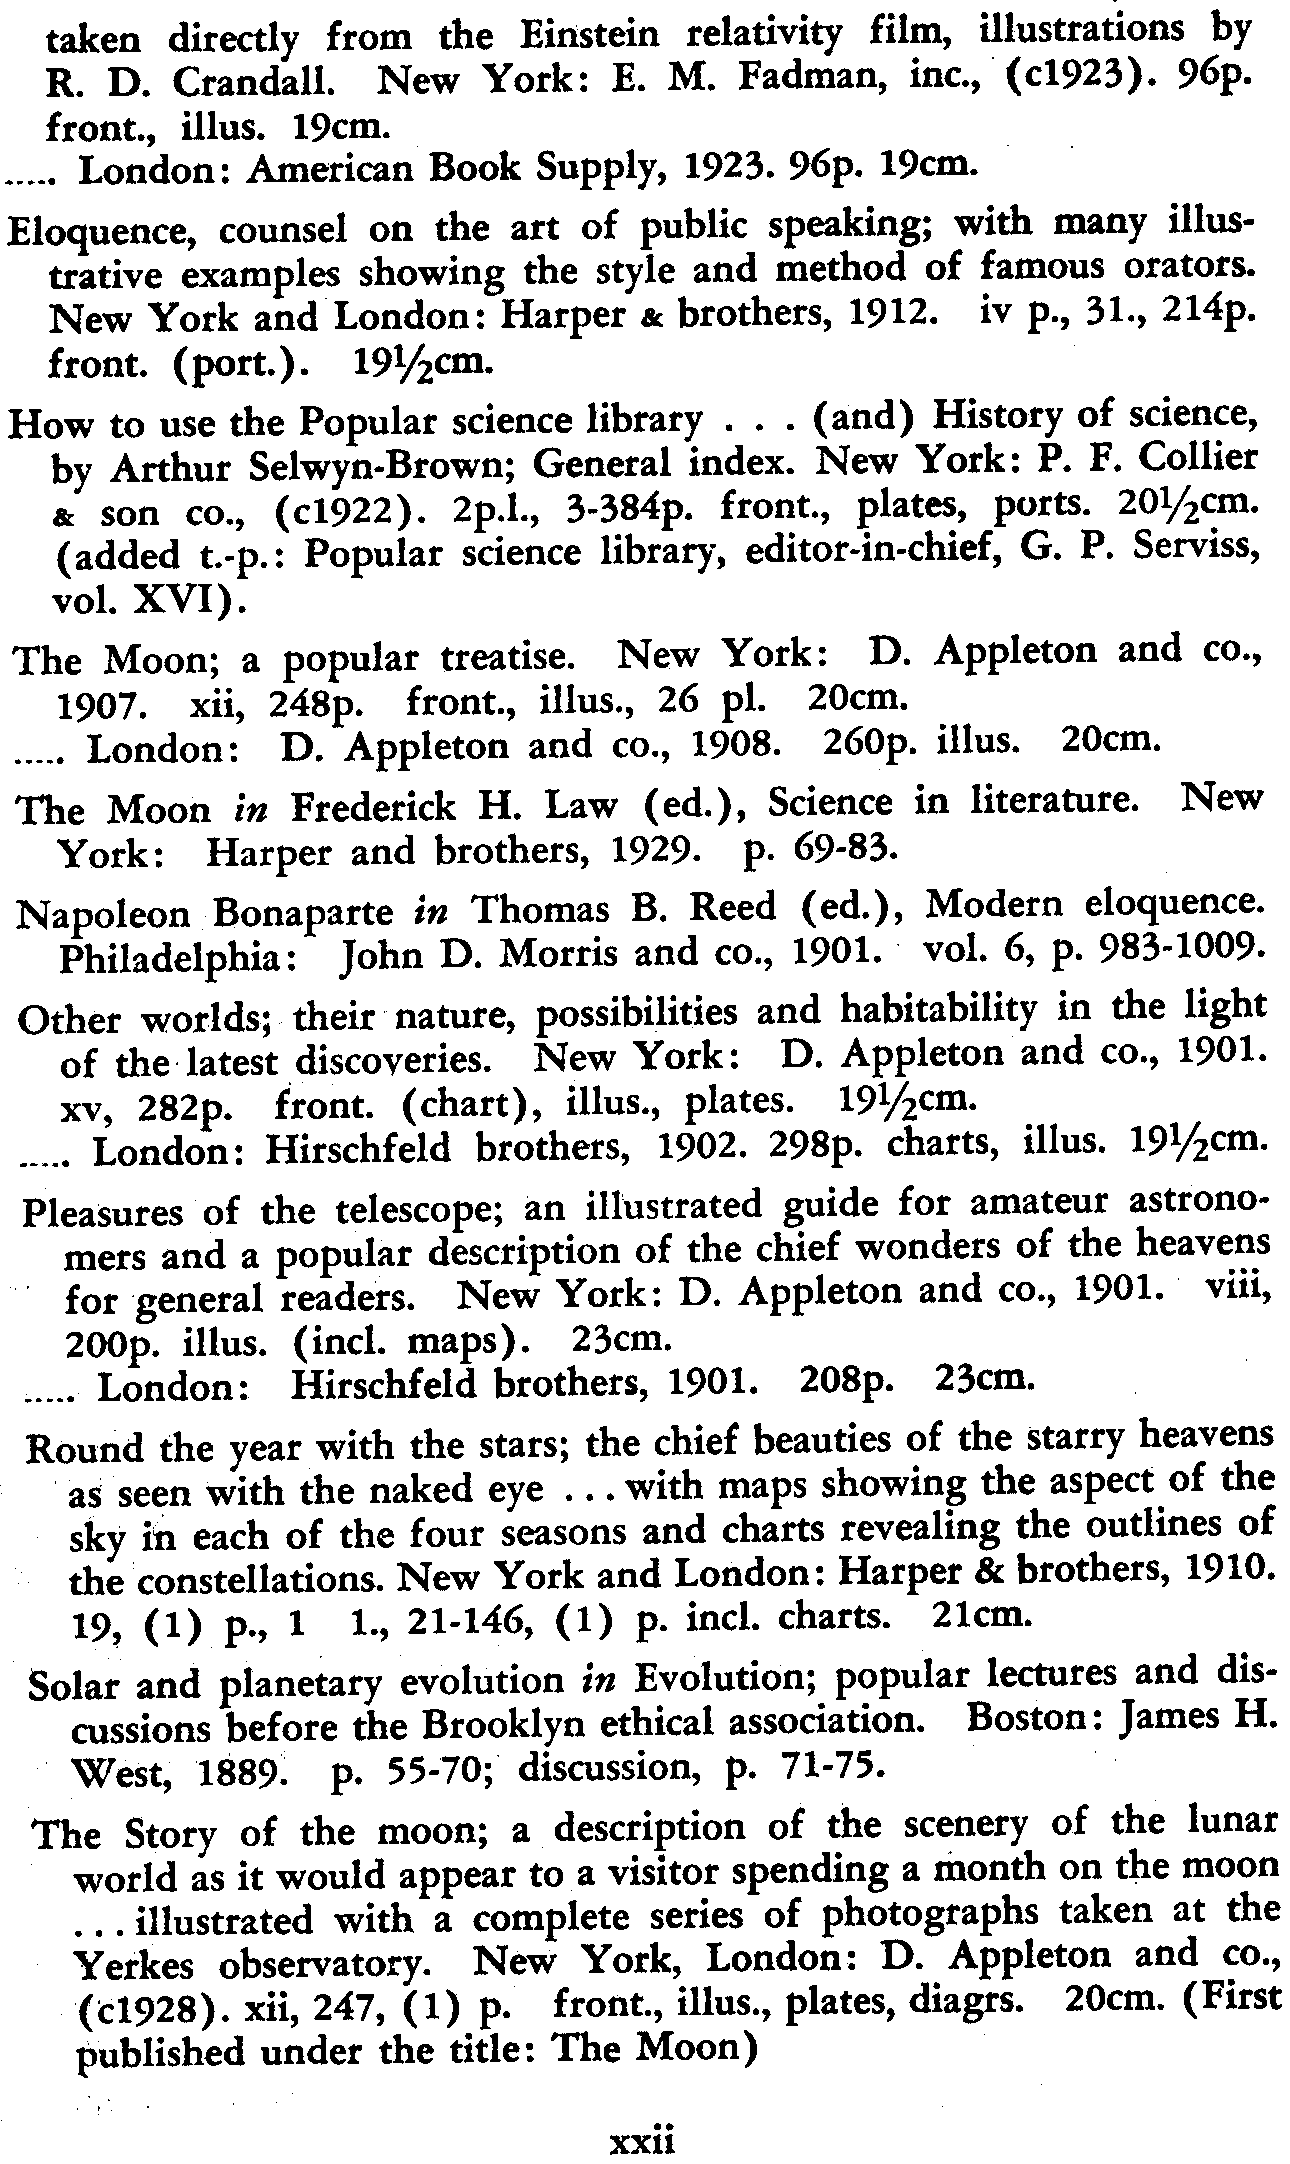 taken directly from the Einstein relativity film, illustrations by
R. D. Crandall. New York: E. M. Fadman, inc., (c1923). 96p.
front., illus. 19cm.
..... London: American Book Supply, 1923. 96p. 19cm.
Eloquence, counsel on the art of public speaking; with many illus-
trative examples showing the style and method of famous orators.
New York and London: Harper & brothers, 1912. iv p., 31., 214p.
front. (port.). 19½cm.
How to use the Popular science library . . . (and) History of science,
by Arthur Selwyn-Brown; General index. New York: P. F. Collier
& son co., (c1922). 2p.l., 3-384p. front., plates, ports. 20½cm.
(added t.-p.: Popular science library, editor-in-chief, G. P. Serviss,
vol. XVI).
The Moon; a popular treatise. New York: D. Appleton and co.,
1907. xii, 248p. front., illus., 26 pl. 20cm.
..... London: D. Appleton and co., 1908. 260p. illus. 20cm.
The Moon in Frederick H. Law (ed.), Science in literature. New
York: Harper and brothers, 1929. p. 69-83.
Napoleon Bonaparte in Thomas B. Reed (ed.), Modern eloquence.
Philadelphia: John D. Morris and co., 1901. vol. 6, p. 983-1009.
Other worlds; their nature, possibilities and habitability in the light
of the latest discoveries. New York: D. Appleton and co., 1901.
xv, 282p. front. (chart), illus., plates. 19½cm.
..... London: Hirschfeld brothers, 1902. 298p. charts, illus. 19½cm.
Pleasures of the telescope; an illustrated guide for amateur astrono-
mers and a popular description of the chief wonders of the heavens
for general readers. New York: D. Appleton and co., 1901. viii,
200p. illus. (incl. maps). 23cm.
..... London: Hirschfeld brothers, 1901. 208p. 23cm.
Round the year with the stars; the chief beauties of the starry heavens
as seen with the naked eye ... with maps showing the aspect of the
sky in each of the four seasons and charts revealing the outlines of
the constellations. New York and London: Harper & brothers, 1910.
19, (1) p., 1 1., 21-146, (1) p. incl. charts. 21cm.
Solar and planetary evolution in Evolution; popular lectures and dis-
cussions before the Brooklyn ethical association. Boston: James H.
West, 1889. p. 55-70; discussion, p. 71-75.
The Story of the moon; a description of the scenery of the lunar
world as it would appear to a visitor spending a month on the moon
... illustrated with a complete series of photographs taken at the
Yerkes observatory. New York, London: D. Appleton and co.,
(c1928). xii, 247, (1) p. front., illus., plates, diagrs. 20cm. (First
published under the title: The Moon)
xxii